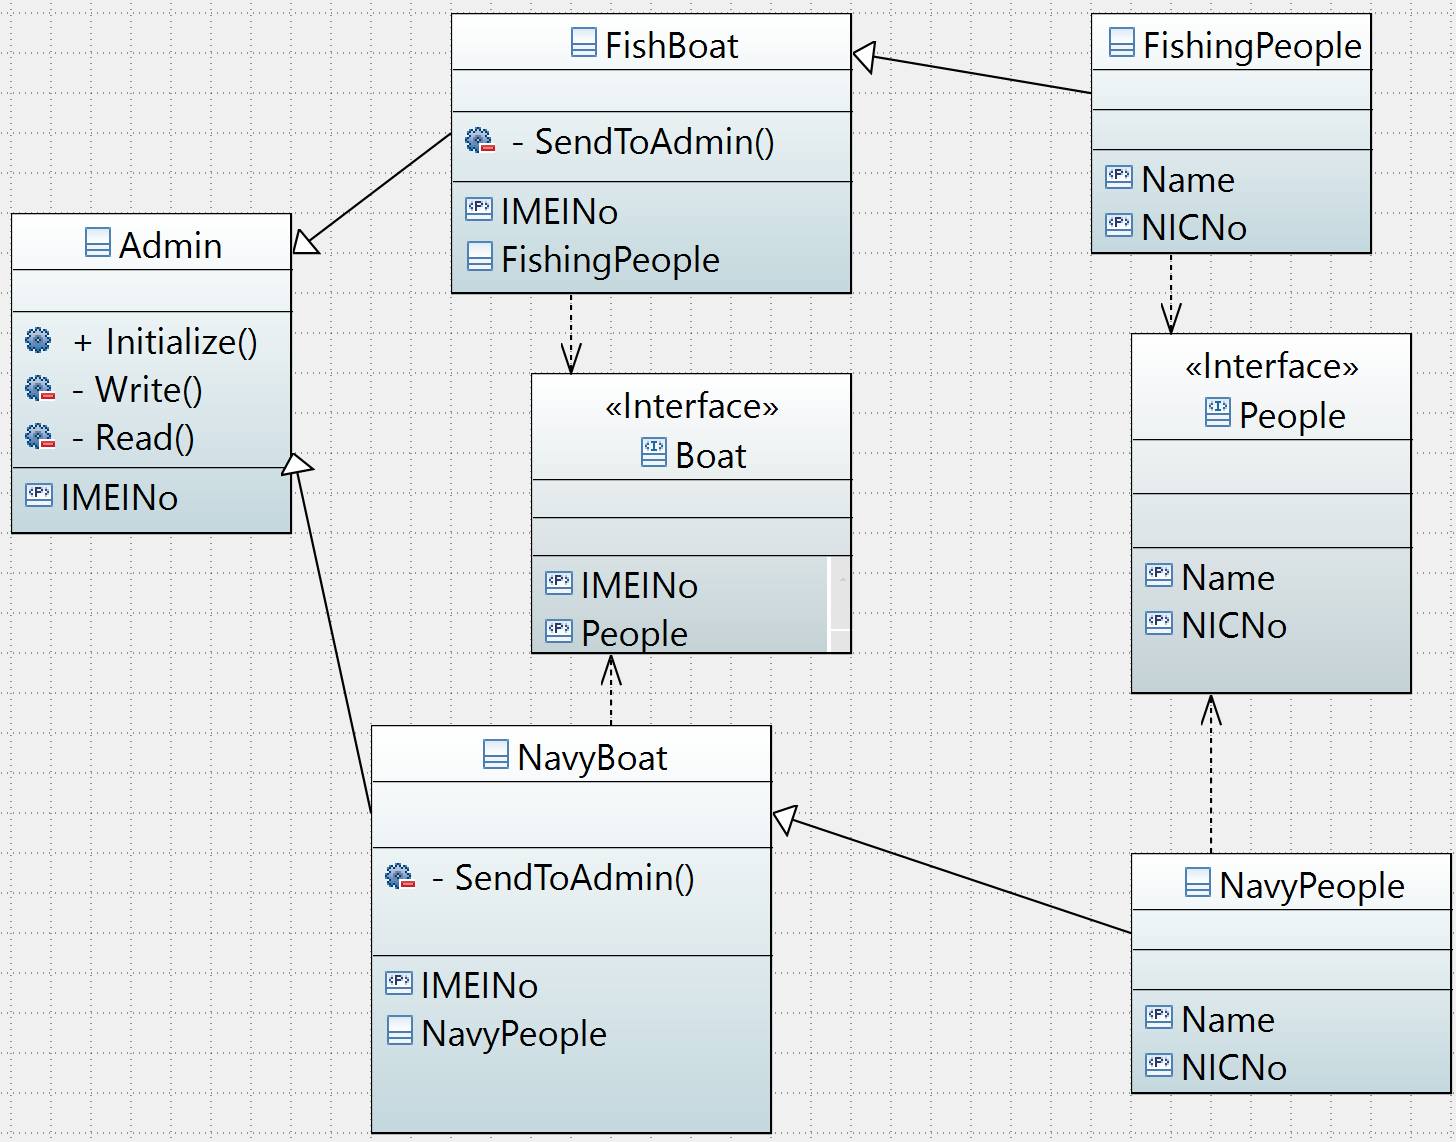 FishBoat
- SendToAdmin()
IMEINo
FishingPeople
FishingPeople
Name
NICNo
Admin
+ Initialize()
- Write()
- Read()
IMEINo
«Interface»
Boat
IMEINo
People
«Interface»
People
Name
NICNo
NavyBoat
- SendToAdmin()
IMEINo
NavyPeople
NavyPeople
Name
NICNo